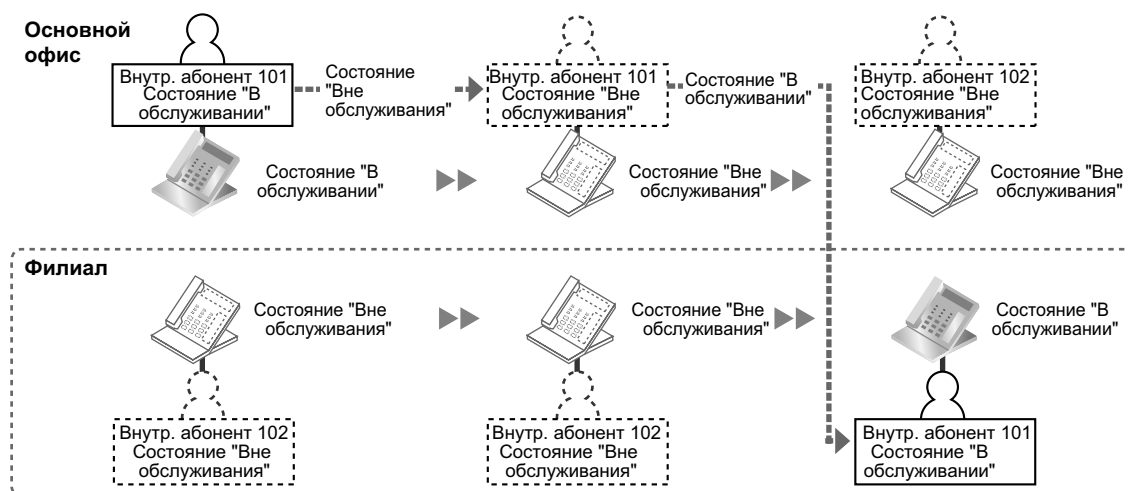 Основной
офис
Внутр. абонент 101
Состояние "В
обслуживании"
Состояние
"Вне
обслуживания"
Внутр. абонент 101
Состояние "Вне
обслуживания"
Состояние "В
обслуживании"
Внутр. абонент 102
Состояние "Вне
обслуживания"
Состояние "В
обслуживании"
Состояние "Вне
обслуживания"
Состояние "Вне
обслуживания"
Филиал
Состояние "Вне
обслуживания"
Состояние "Вне
обслуживания"
Состояние "В
обслуживании"
Внутр. абонент 102
Состояние "Вне
обслуживания"
Внутр. абонент 102
Состояние "Вне
обслуживания"
Внутр. абонент 101
Состояние "В
обслуживании"